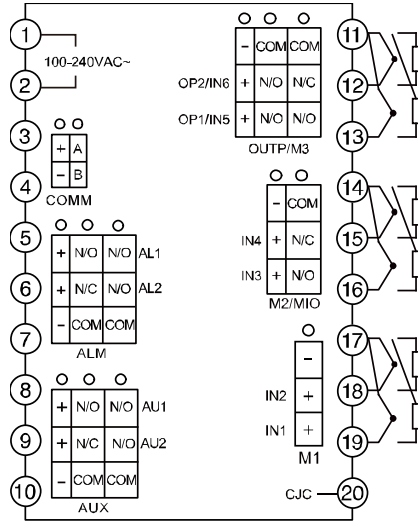 1
100-240VAC~
2
3
+ A
4
- B
COMM
5
+ N/O N/O AL1
6
+ N/C N/O AL2
7
- COM COM
ALM
8
+ N/O N/O AU1
9
+ N/C N/O AU2
10
- COM COM
AUX
- COM COM
11
OP2/IN6 + N/O N/C
12
OP1/IN5 + N/O N/O
13
OUTP/M3
- COM
14
IN4 + N/C
15
IN3 + N/O
16
M2/MIO
-
17
IN2 +
18
IN1 +
19
M1
CJC
20